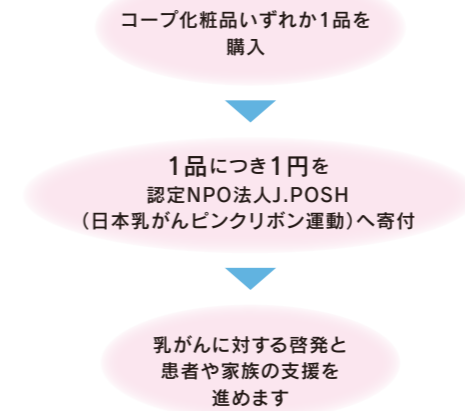 コープ化粧品いずれか1品を
購入
1品につき1円を
認定NPO法人J.POSH
（日本乳がんピンクリボン運動）へ寄付
乳がんに対する啓発と
患者や家族の支援を
進めます